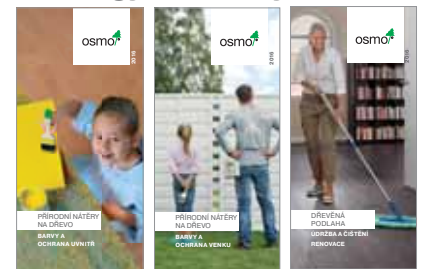 osmo
2016
PŘÍRODNÍ NÁTĚRY
NA DŘEVO
BARVY A
OCHRANA UVNITŘ
osmo
2016
PŘÍRODNÍ NÁTĚRY
NA DŘEVO
BARVY A
OCHRANA VENKU
osmo
2016
DŘEVĚNÁ
PODLAHA
ÚDRŽBA A ČIŠTĚNÍ
RENOVACE